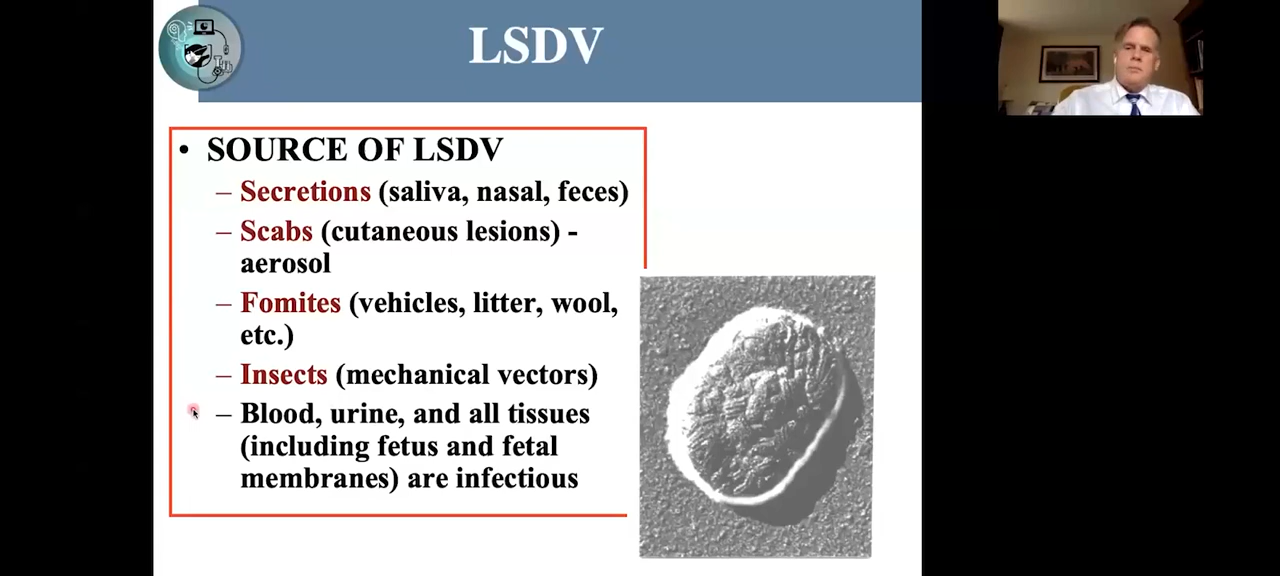 LSDV
• SOURCE OF LSDV
– Secretions (saliva, nasal, feces)
– Scabs (cutaneous lesions) -
aerosol
– Fomites (vehicles, litter, wool,
etc.)
– Insects (mechanical vectors)
– Blood, urine, and all tissues
(including fetus and fetal
membranes) are infectious